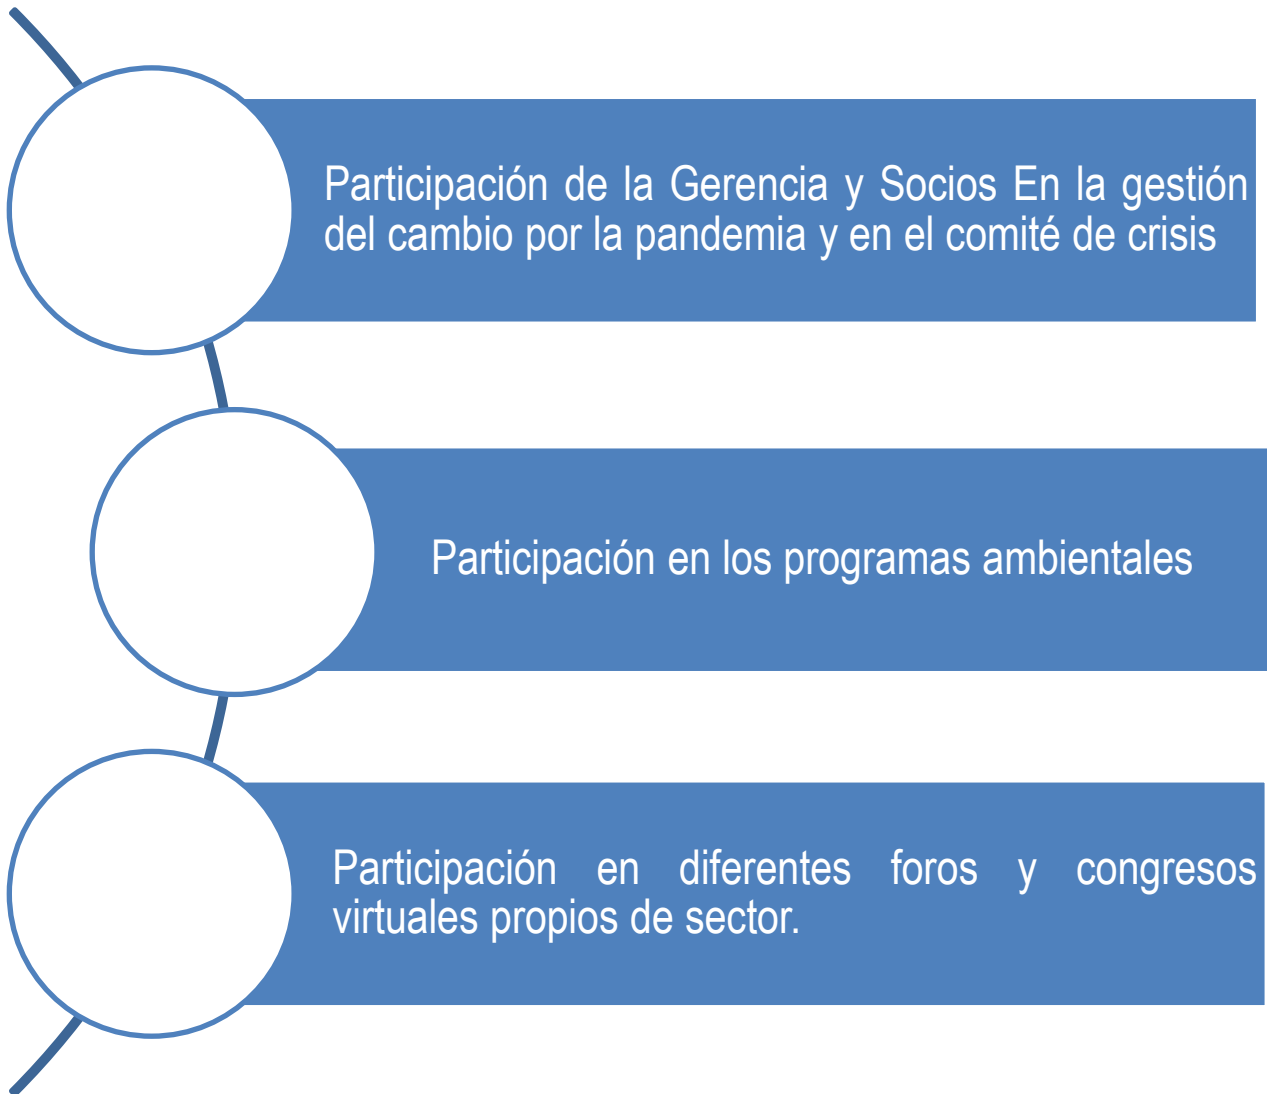 Participación de la Gerencia y Socios En la gestión
del cambio por la pandemia y en el comité de crisis
Participación en los programas ambientales
Participación en diferentes foros y congresos
virtuales propios de sector.